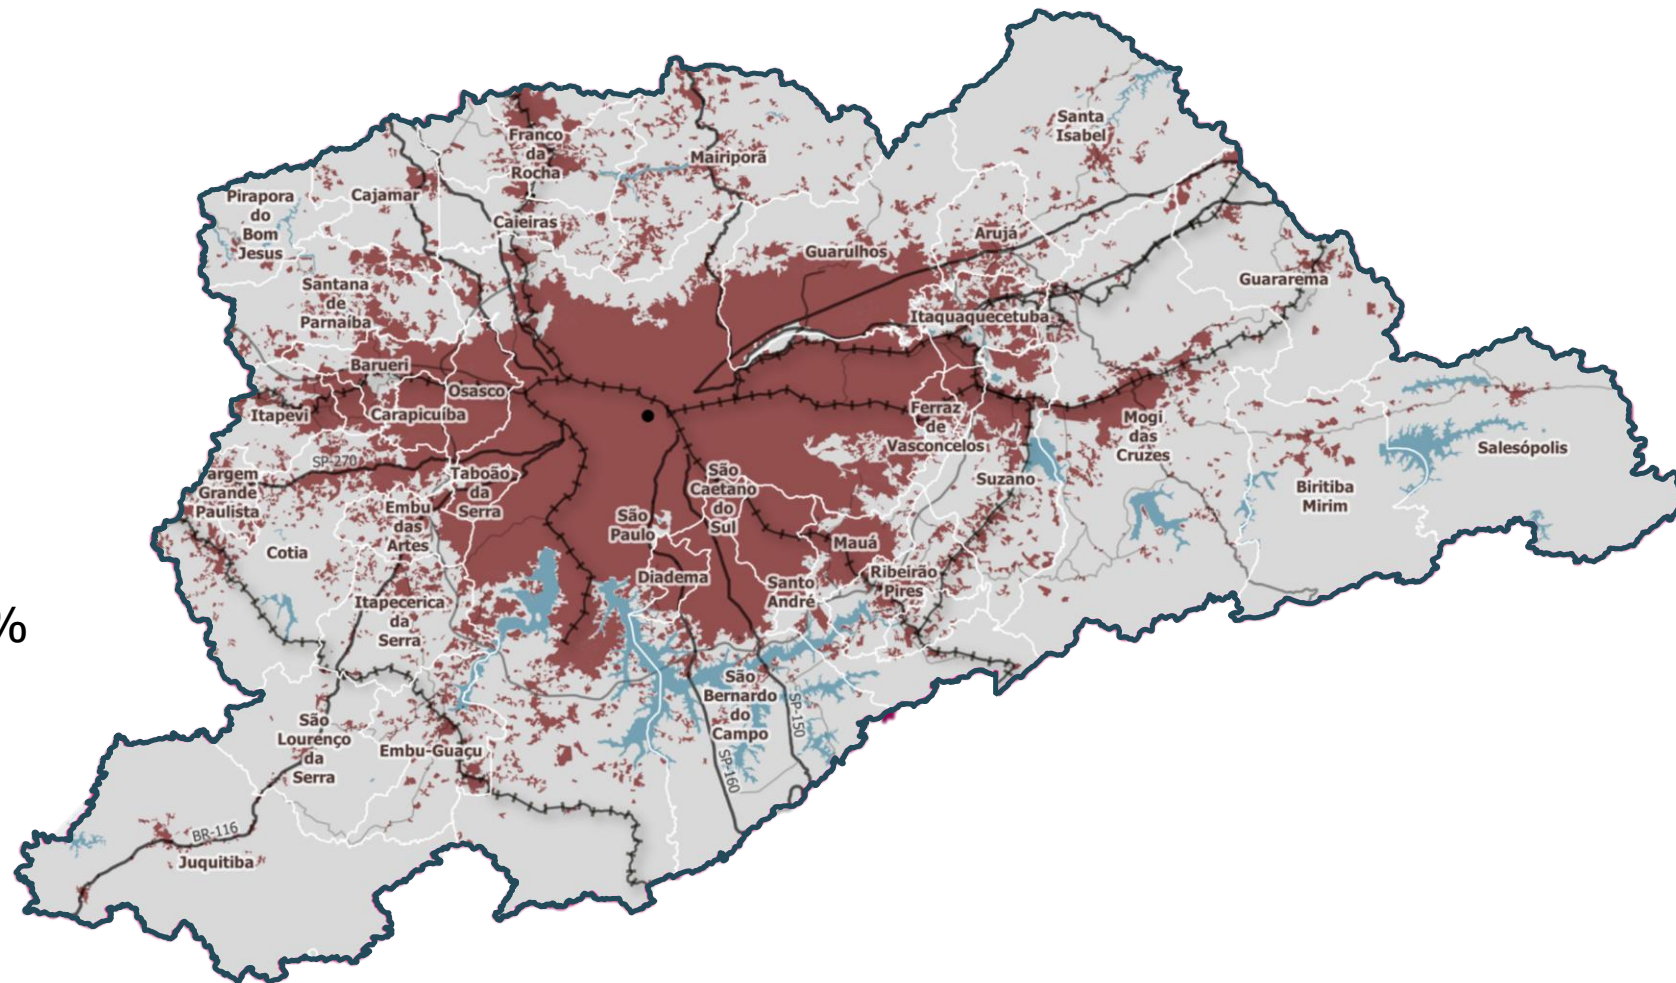 Santa
Isabel
Franco
da
Rocha
Mairiporã
Pirapora
do
Bom
Jesus
Cajamar
Caieiras
Arujá
Guarulhos
Guararema
Santana
de
Parnaíba
Itaquaquecetuba
Barueri
Osasco
Itapevi
Carapicuíba
Ferraz
de
Vasconcelos
Mogi
das
Cruzes
Salesópolis
SP-270
argem
Grande
Paulista
Taboão
da
Serra
São
Caetano
do
Sul
Suzano
Biritiba
Mirim
Embu
das
Artes
São
Paulo
Cotia
Mauá
Diadema
Santo
André
Ribeirão
Pires
Itapecerica
da
Serra
%
São
Bernardo
do
Campo
SP-150
SP-160
São
Lourenço
da
Serra
Embu-Guaçu
BR-116
Juquitiba